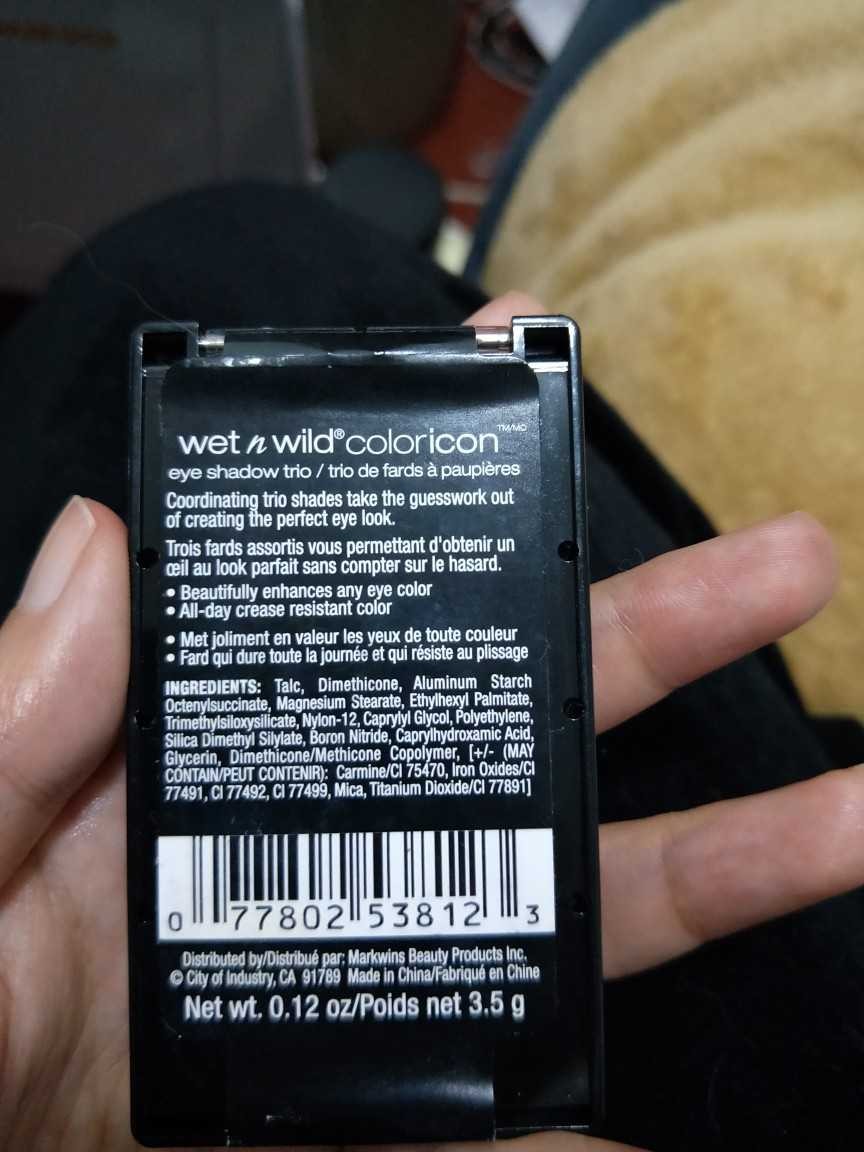 wet n wild® coloricon TM/MC
eye shadow trio / trio de fards à paupières
Coordinating trio shades take the guesswork out
of creating the perfect eye look.
Trois fards assortis vous permettant d'obtenir un
œil au look parfait sans compter sur le hasard.
• Beautifully enhances any eye color
• All-day crease resistant color
• Met joliment en valeur les yeux de toute couleur
• Fard qui dure toute la journée et qui résiste au plissage
INGREDIENTS: Talc, Dimethicone, Aluminum Starch
Octenylsuccinate, Magnesium Stearate, Ethylhexyl Palmitate,
Trimethylsiloxysilicate, Nylon-12, Caprylyl Glycol, Polyethylene,
Silica Dimethyl Silylate, Boron Nitride, Caprylhydroxamic Acid,
Glycerin, Dimethicone/Methicone Copolymer, [+/- (MAY
CONTAIN/PEUT CONTENIR): Carmine/CI 75470, Iron Oxides/CI
77491, CI 77492, CI 77499, Mica, Titanium Dioxide/CI 77891]
0 77802 53812 3
Distributed by/Distribué par: Markwins Beauty Products Inc.
© City of Industry, CA 91789 Made in China/Fabriqué en Chine
Net wt. 0.12 oz/Poids net 3.5 g